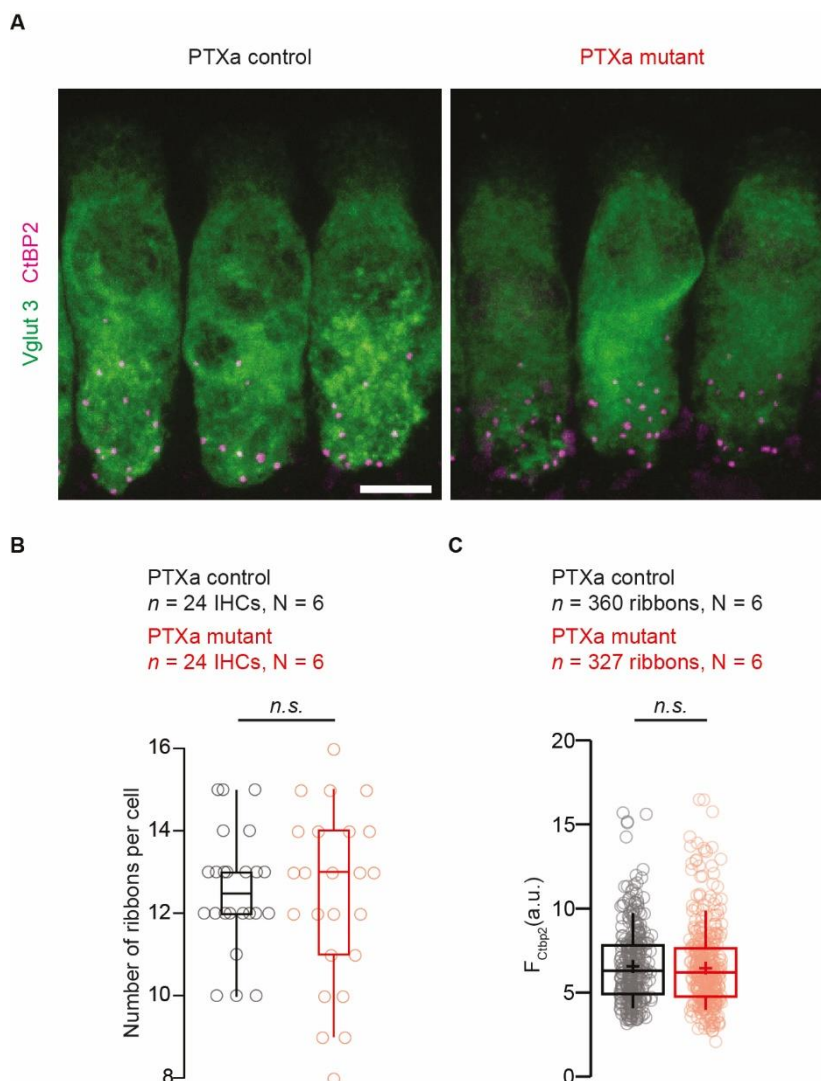 A
PTXa control
PTXa mutant
Vglut 3 CtBP2
B
PTXa control
n = 24 IHCs, N = 6
PTXa mutant
n = 24 IHCs, N = 6
n.s.
16
14
12
10
8
Number of ribbons per cell
C
PTXa control
n = 360 ribbons, N = 6
PTXa mutant
n = 327 ribbons, N = 6
n.s.
20
15
10
5
0
F_Ctbp2 (a.u.)